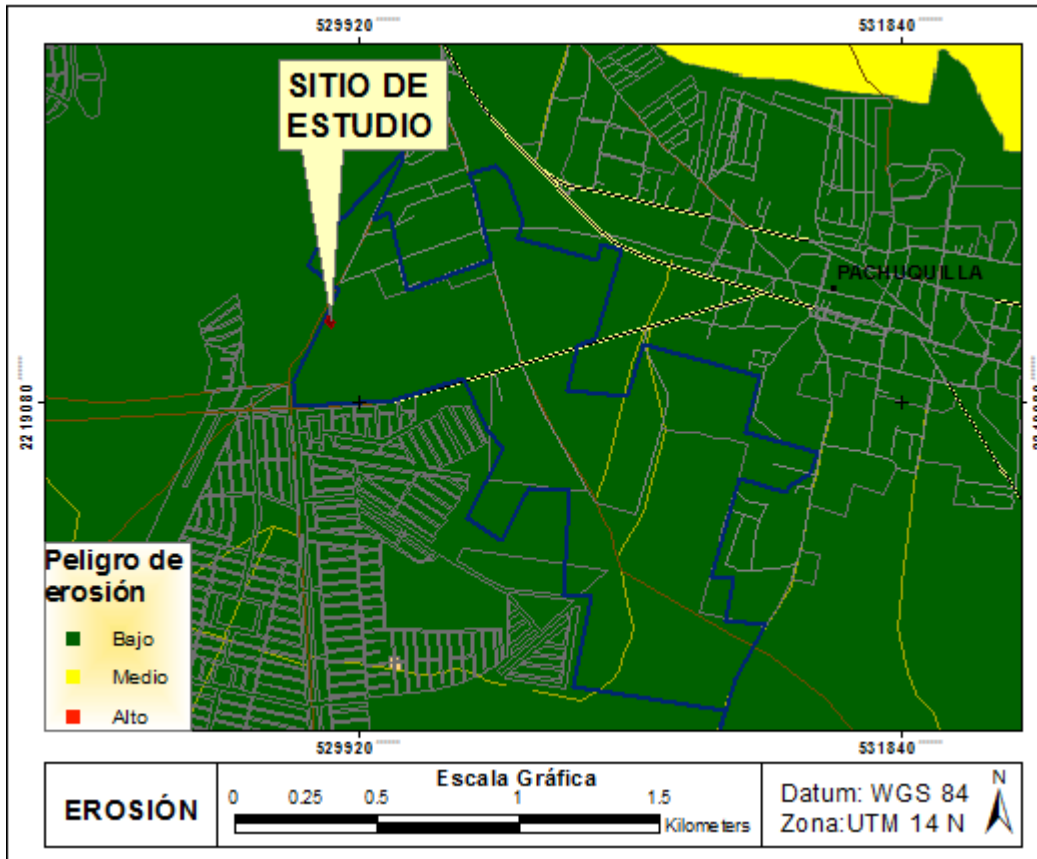 529920
531840
SITIO DE
ESTUDIO
PACHUQUILLA
2219080
Peligro de
erosión
Bajo
Medio
Alto
529920
531840
EROSIÓN
Escala Gráfica
0 0.25 0.5 1 1.5
Kilometers
Datum: WGS 84
Zona:UTM 14 N
N